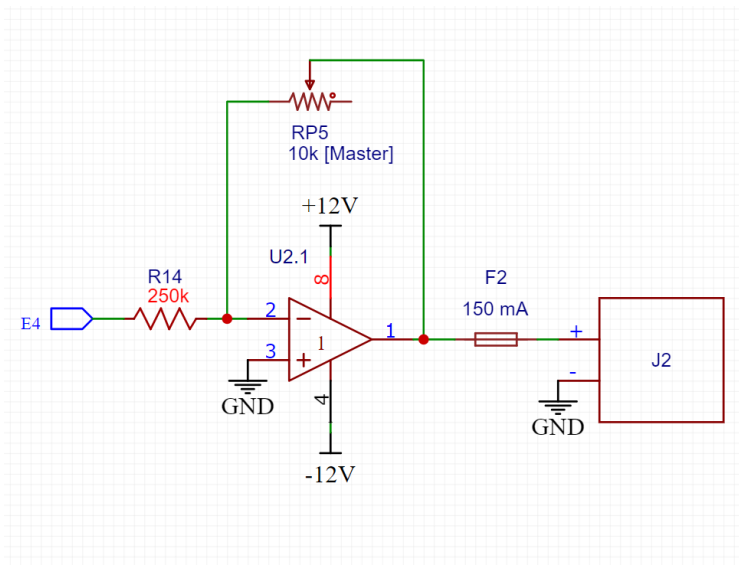 RP5
10k [Master]
+12V
U2.1
8
R14
250k
F2
150 mA
E4
2
1
+
3
1
J2
-
GND
4
GND
-12V